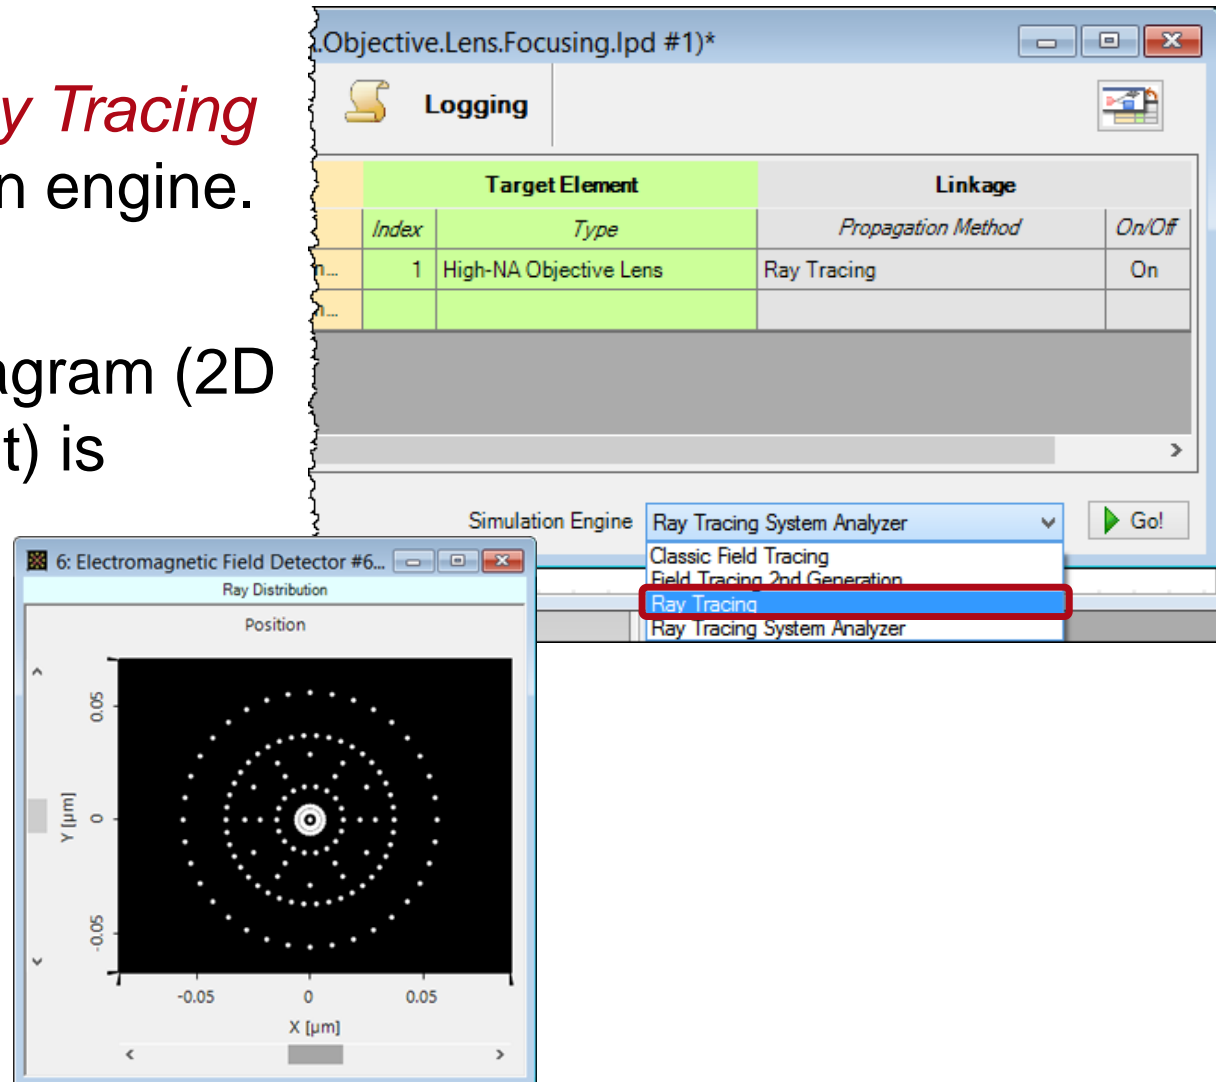 y Tracing
n engine.
agram (2D
t) is
.Objective.Lens.Focusing.lpd #1)*
Logging
Target Element Linkage
Index Type Propagation Method On/Off
n... 1 High-NA Objective Lens Ray Tracing On
n...
Simulation Engine Ray Tracing System Analyzer Go!
Classic Field Tracing
Field Tracing 2nd Generation
Ray Tracing
Ray Tracing System Analyzer
6: Electromagnetic Field Detector #6...
Ray Distribution
Position
0.05
0
-0.05
Y [µm]
-0.05 0 0.05
X [µm]